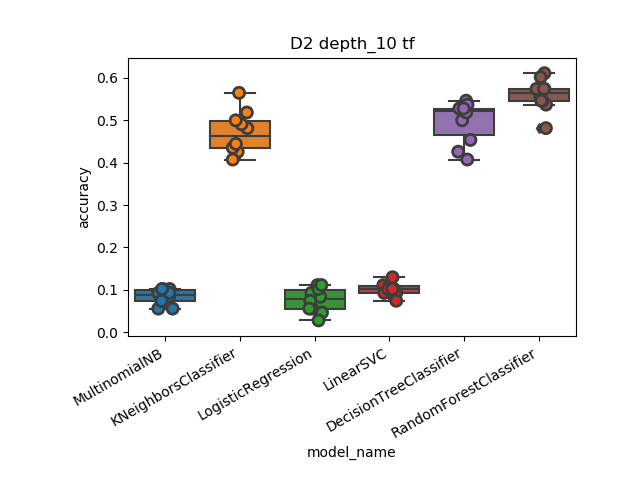 D2 depth_10 tf
accuracy
0.6
0.5
0.4
0.3
0.2
0.1
0.0
MultinomialNB
KNeighborsClassifier
LogisticRegression
LinearSVC
DecisionTreeClassifier
RandomForestClassifier
model_name